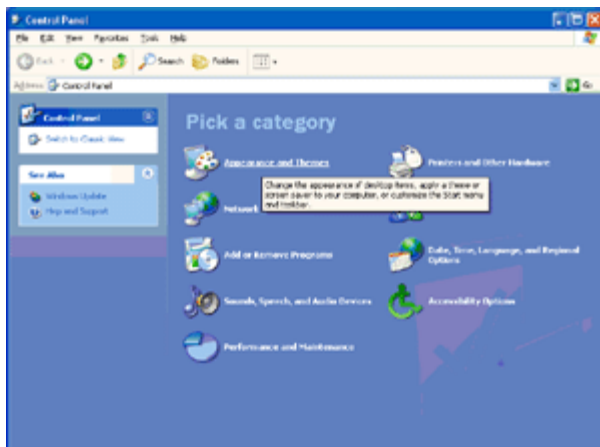 Control Panel
File Edit View Favorites Tools Help
Back Search Folders
Address Control Panel Go
Control Panel
Switch to Classic View
See Also
Windows Update
Help and Support
Pick a category
Appearance and Themes
Printers and Other Hardware
Change the appearance of desktop items, apply a theme or
screen saver to your computer, or customize the Start menu
and taskbar.
Network
Add or Remove Programs
Date, Time, Language, and Regional
Options
Sounds, Speech, and Audio Devices
Accessibility Options
Performance and Maintenance